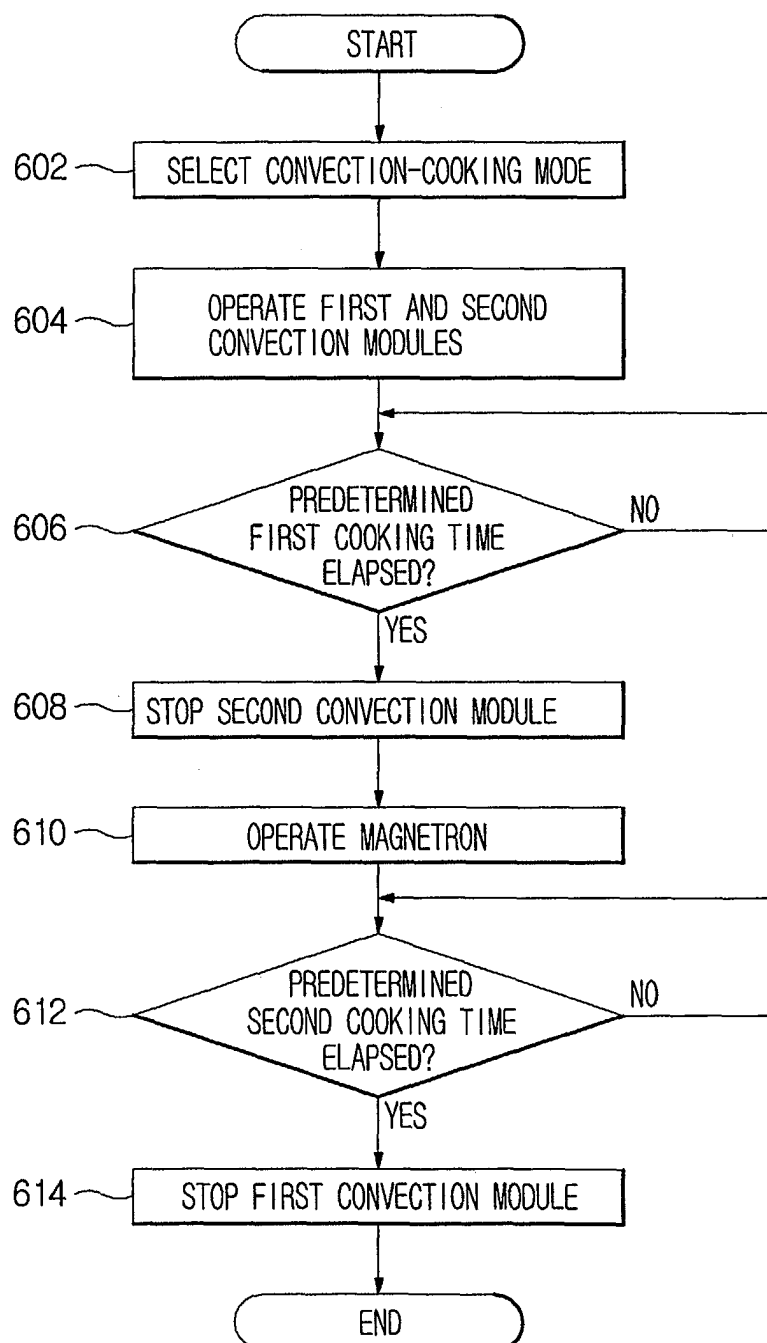 START
602
SELECT CONVECTION-COOKING MODE
604
OPERATE FIRST AND SECOND
CONVECTION MODULES
606
PREDETERMINED
FIRST COOKING TIME
ELAPSED?
NO
YES
608
STOP SECOND CONVECTION MODULE
610
OPERATE MAGNETRON
612
PREDETERMINED
SECOND COOKING TIME
ELAPSED?
NO
YES
614
STOP FIRST CONVECTION MODULE
END